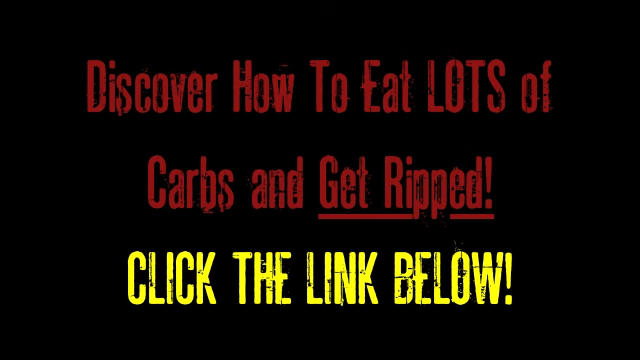 Discover How To Eat LOTS of
Carbs and Get Ripped!
CLICK THE LINK BELOW!